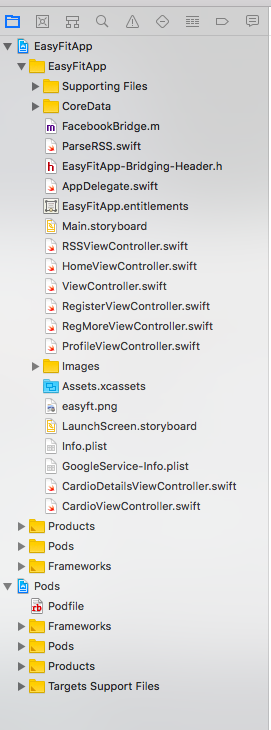 EasyFitApp
EasyFitApp
Supporting Files
CoreData
m FacebookBridge.m
ParseRSS.swift
h EasyFitApp-Bridging-Header.h
AppDelegate.swift
EasyFitApp.entitlements
Main.storyboard
RSSViewController.swift
HomeViewController.swift
ViewController.swift
RegisterViewController.swift
RegMoreViewController.swift
ProfileViewController.swift
Images
Assets.xcassets
easyft.png
LaunchScreen.storyboard
Info.plist
GoogleService-Info.plist
CardioDetailsViewController.swift
CardioViewController.swift
Products
Pods
Frameworks
Pods
rb Podfile
Frameworks
Pods
Products
Targets Support Files